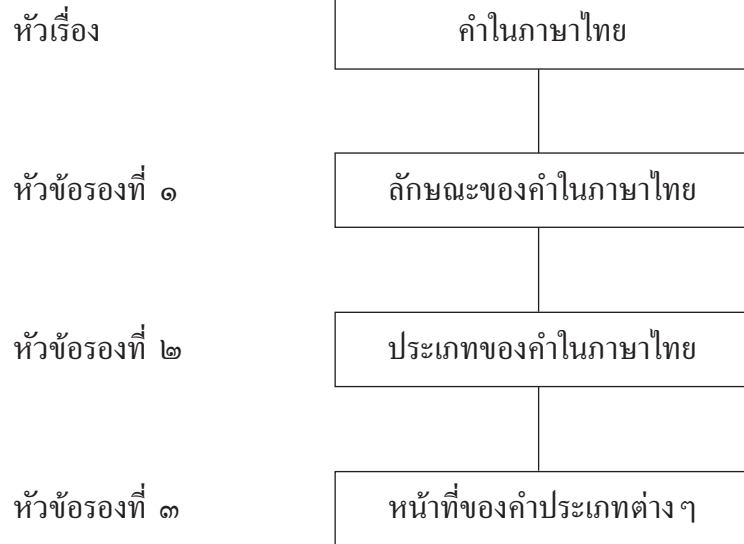 หัวเรื่อง คำในภาษาไทย
หัวข้อรองที่ ๑ ลักษณะของคำในภาษาไทย
หัวข้อรองที่ ๒ ประเภทของคำในภาษาไทย
หัวข้อรองที่ ๓ หน้าที่ของคำประเภทต่าง ๆ